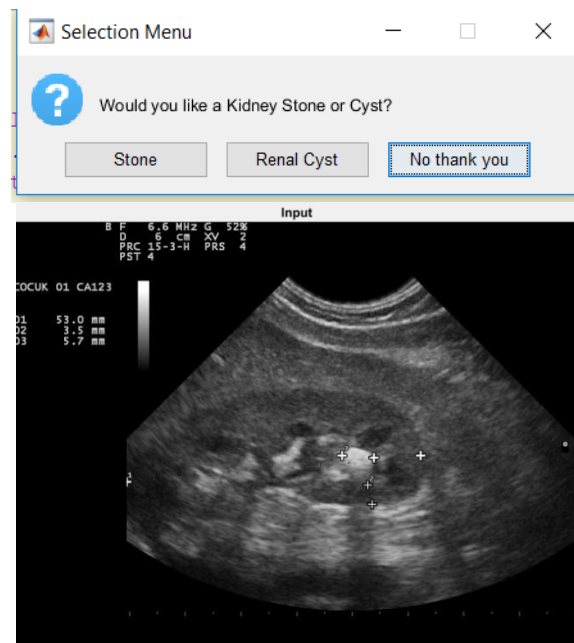 Selection Menu
Would you like a Kidney Stone or Cyst?
Stone Renal Cyst No thank you
Input
B F 6.6 MHz G 52%
D 6 cm XV 2
PRC 15-3-H PRS 4
PST 4
COCUK 01 CA123
D1 53.0 mm
D2 3.5 mm
D3 5.7 mm